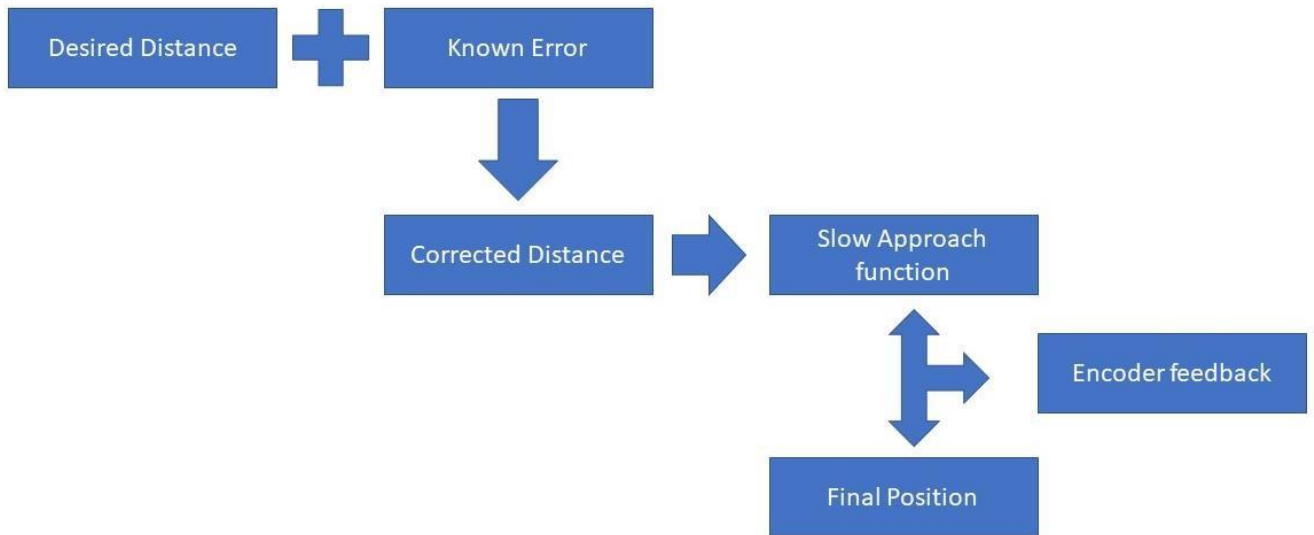 Desired Distance
Known Error
Corrected Distance
Slow Approach
function
Encoder feedback
Final Position